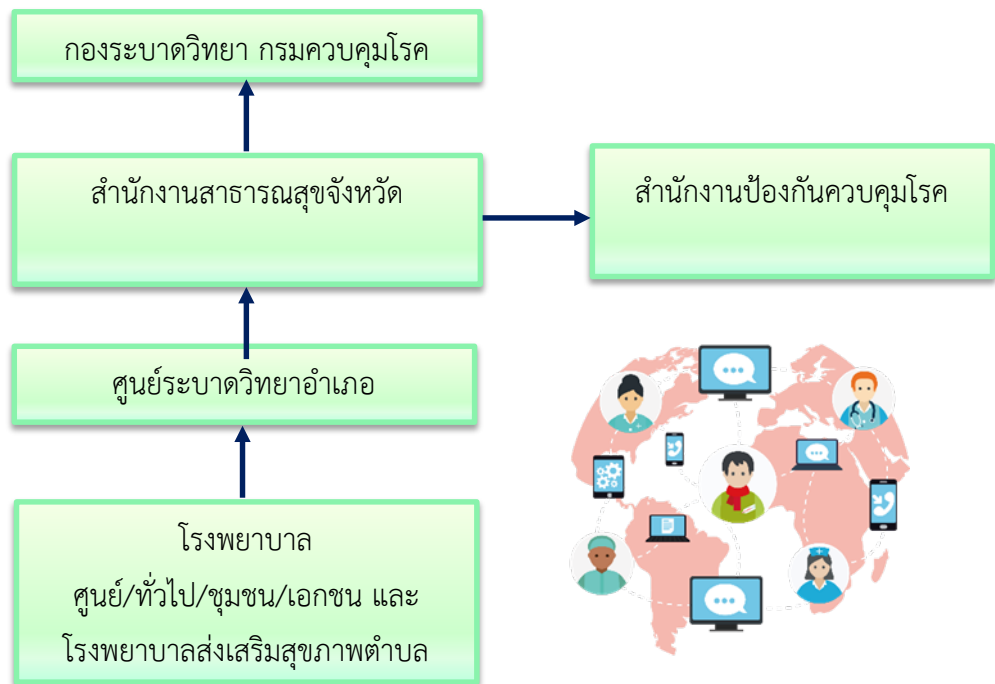 กองระบาดวิทยา กรมควบคุมโรค
สำนักงานสาธารณสุขจังหวัด
สำนักงานป้องกันควบคุมโรค
ศูนย์ระบาดวิทยาอำเภอ
โรงพยาบาล
ศูนย์/ทั่วไป/ชุมชน/เอกชน และ
โรงพยาบาลส่งเสริมสุขภาพตำบล